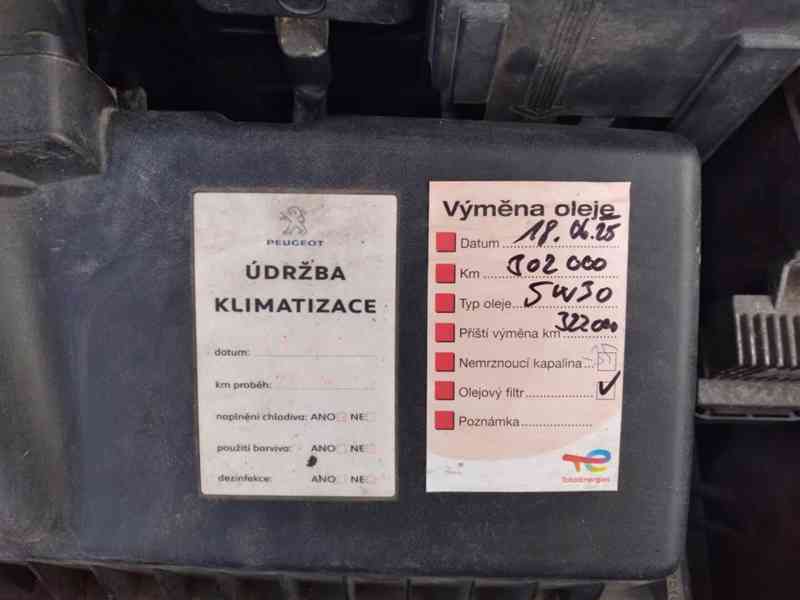 PEUGEOT
ÚDRŽBA
KLIMATIZACE
datum:
km proběh:
naplnění chladiva: ANO NE
použití barviva: ANO NE
dezinfekce: ANO NE
Výměna oleje
Datum 18.06.25
Km 302 000
Typ oleje 5W30
Příští výměna km 322000
Nemrznoucí kapalina
Olejový filtr ✓
Poznámka
TotalEnergies